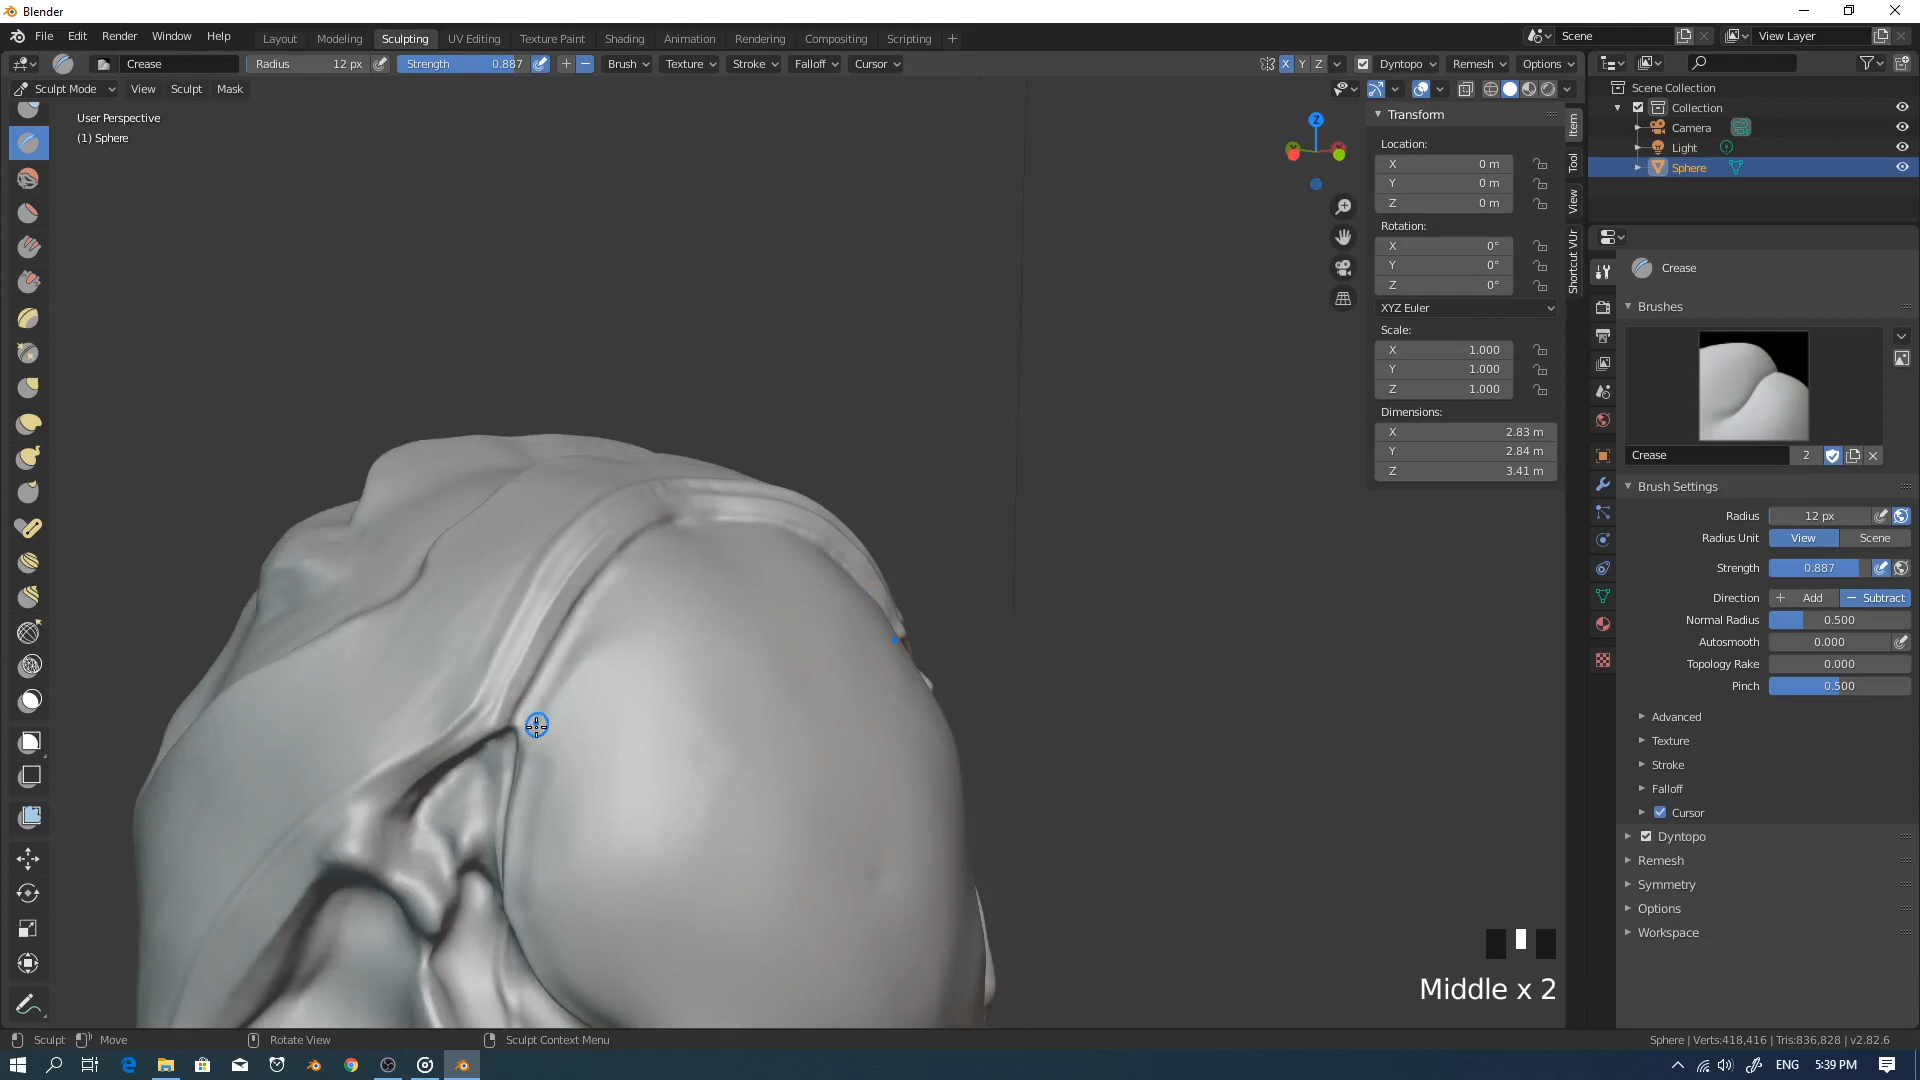 Blender
File Edit Render Window Help
Layout Modeling Sculpting UV Editing Texture Paint Shading Animation Rendering Compositing Scripting
Scene
View Layer
Crease
Radius 12 px
Strength 0.887
Brush Texture Stroke Falloff Cursor
X Y Z
Dyntopo Remesh Options
Sculpt Mode View Sculpt Mask
User Perspective
(1) Sphere
Z
Transform
Location:
X 0 m
Y 0 m
Z 0 m
Rotation:
X 0°
Y 0°
Z 0°
XYZ Euler
Scale:
X 1.000
Y 1.000
Z 1.000
Dimensions:
X 2.83 m
Y 2.84 m
Z 3.41 m
Item
Tool
View
Shortcut VUr
Scene Collection
Collection
Camera
Light
Sphere
Crease
Brushes
Crease 2
Brush Settings
Radius 12 px
Radius Unit View Scene
Strength 0.887
Direction + Add − Subtract
Normal Radius 0.500
Autosmooth 0.000
Topology Rake 0.000
Pinch 0.500
Advanced
Texture
Stroke
Falloff
Cursor
Dyntopo
Remesh
Symmetry
Options
Workspace
Middle x 2
Sculpt Move Rotate View Sculpt Context Menu
Sphere | Verts:418,416 | Tris:836,828 | v2.82.6
ENG 5:39 PM